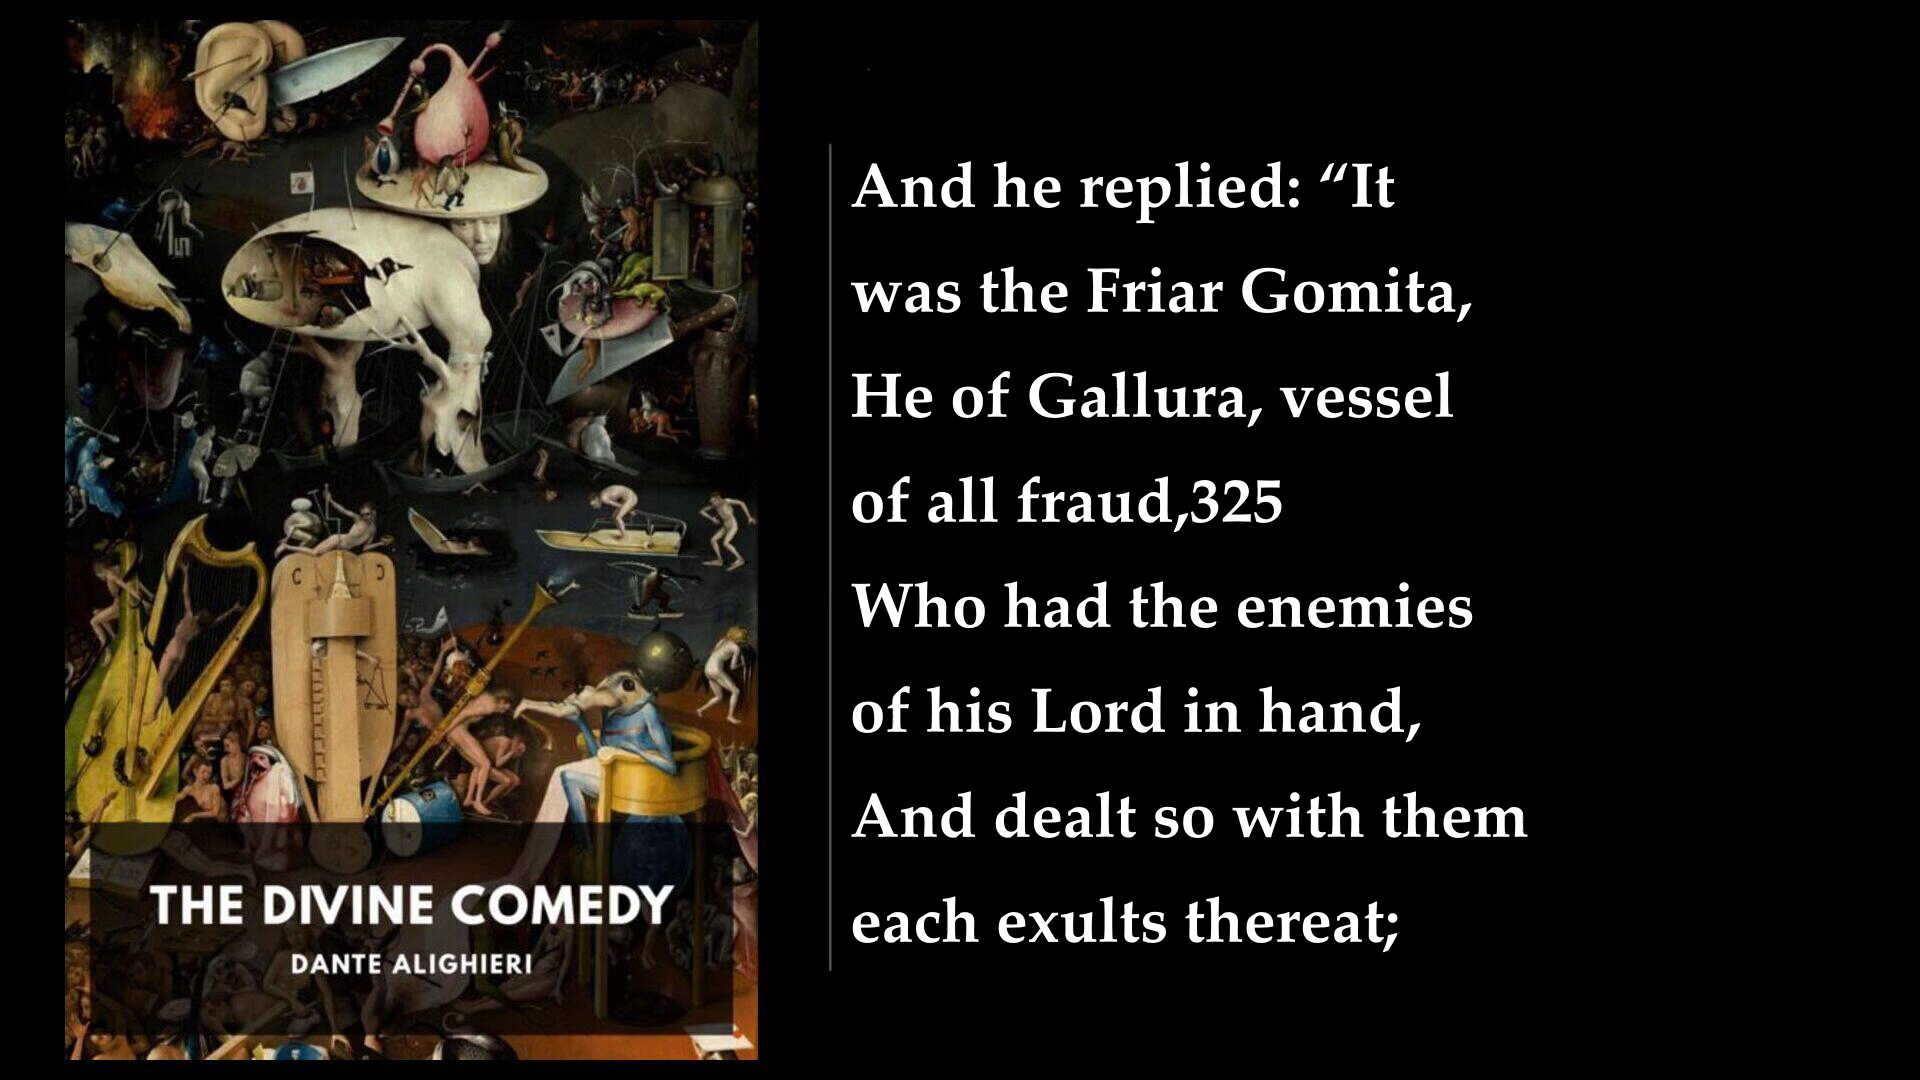 THE DIVINE COMEDY
DANTE ALIGHIERI
And he replied: “It
was the Friar Gomita,
He of Gallura, vessel
of all fraud,325
Who had the enemies
of his Lord in hand,
And dealt so with them
each exults thereat;